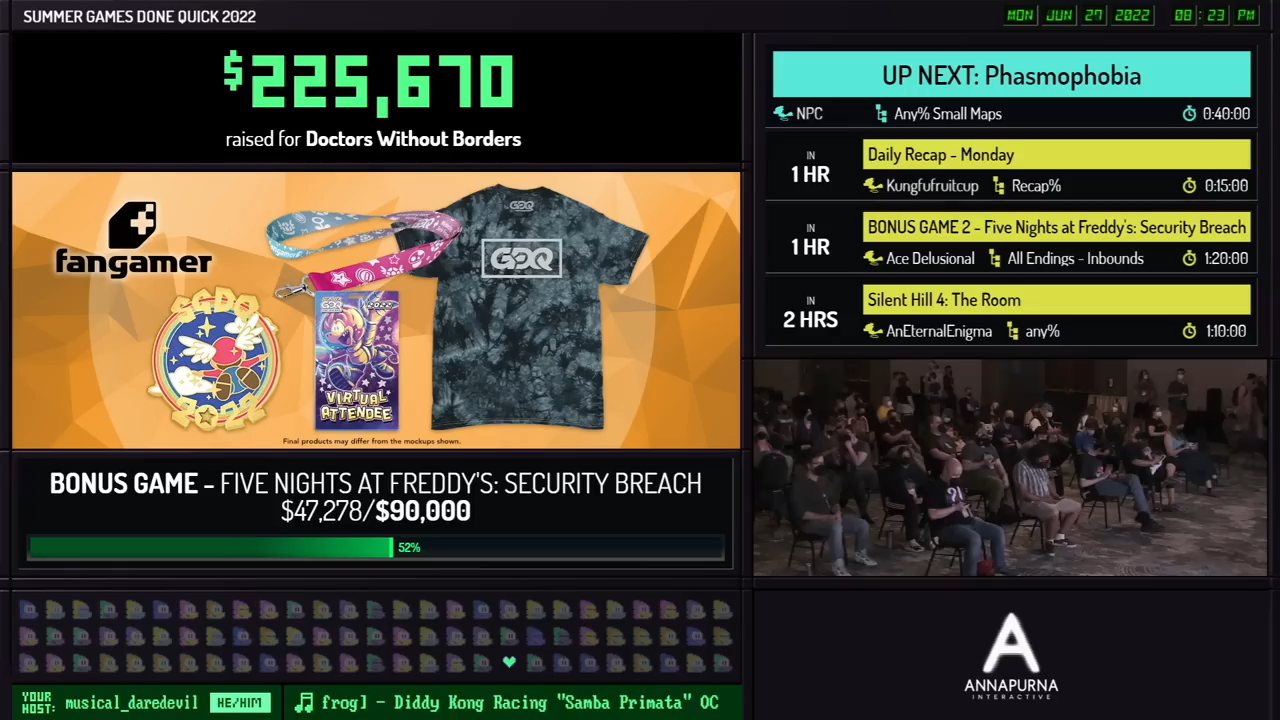 SUMMER GAMES DONE QUICK 2022
MON JUN 27 2022 08:23 PM
$225,670
raised for Doctors Without Borders
UP NEXT: Phasmophobia
NPC Any% Small Maps 0:40:00
IN 1 HR
Daily Recap - Monday
Kungfufruitcup Recap% 0:15:00
IN 1 HR
BONUS GAME 2 - Five Nights at Freddy's: Security Breach
Ace Delusional All Endings - Inbounds 1:20:00
IN 2 HRS
Silent Hill 4: The Room
AnEternalEnigma any% 1:10:00
fangamer
SGDQ
2022
GDQ
2022
VIRTUAL
ATTENDEE
GDQ
GDQ
Final products may differ from the mockups shown.
BONUS GAME - FIVE NIGHTS AT FREDDY'S: SECURITY BREACH
$47,278/$90,000
52%
YOUR HOST: musical_daredevil HE/HIM
frog] - Diddy Kong Racing "Samba Primata" OC
A
ANNAPURNA
INTERACTIVE